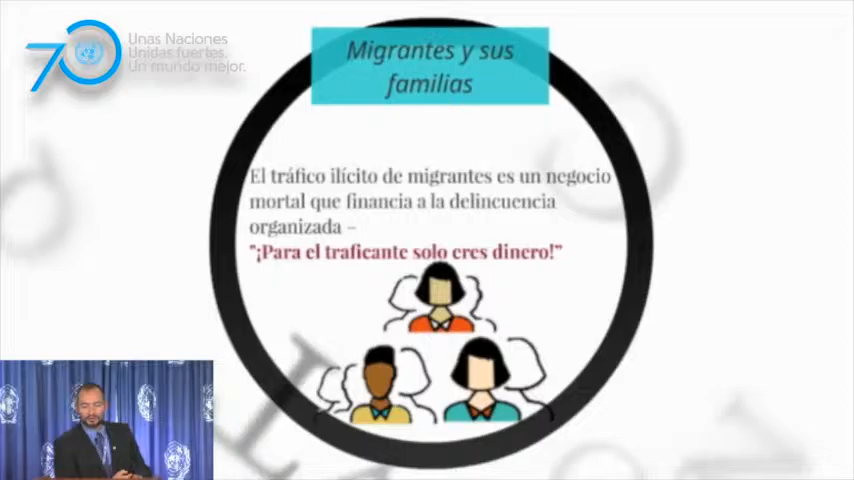 70
Unas Naciones
Unidas fuertes.
Un mundo mejor.
Migrantes y sus
familias
El tráfico ilícito de migrantes es un negocio
mortal que financia a la delincuencia
organizada –
"¡Para el traficante solo eres dinero!”